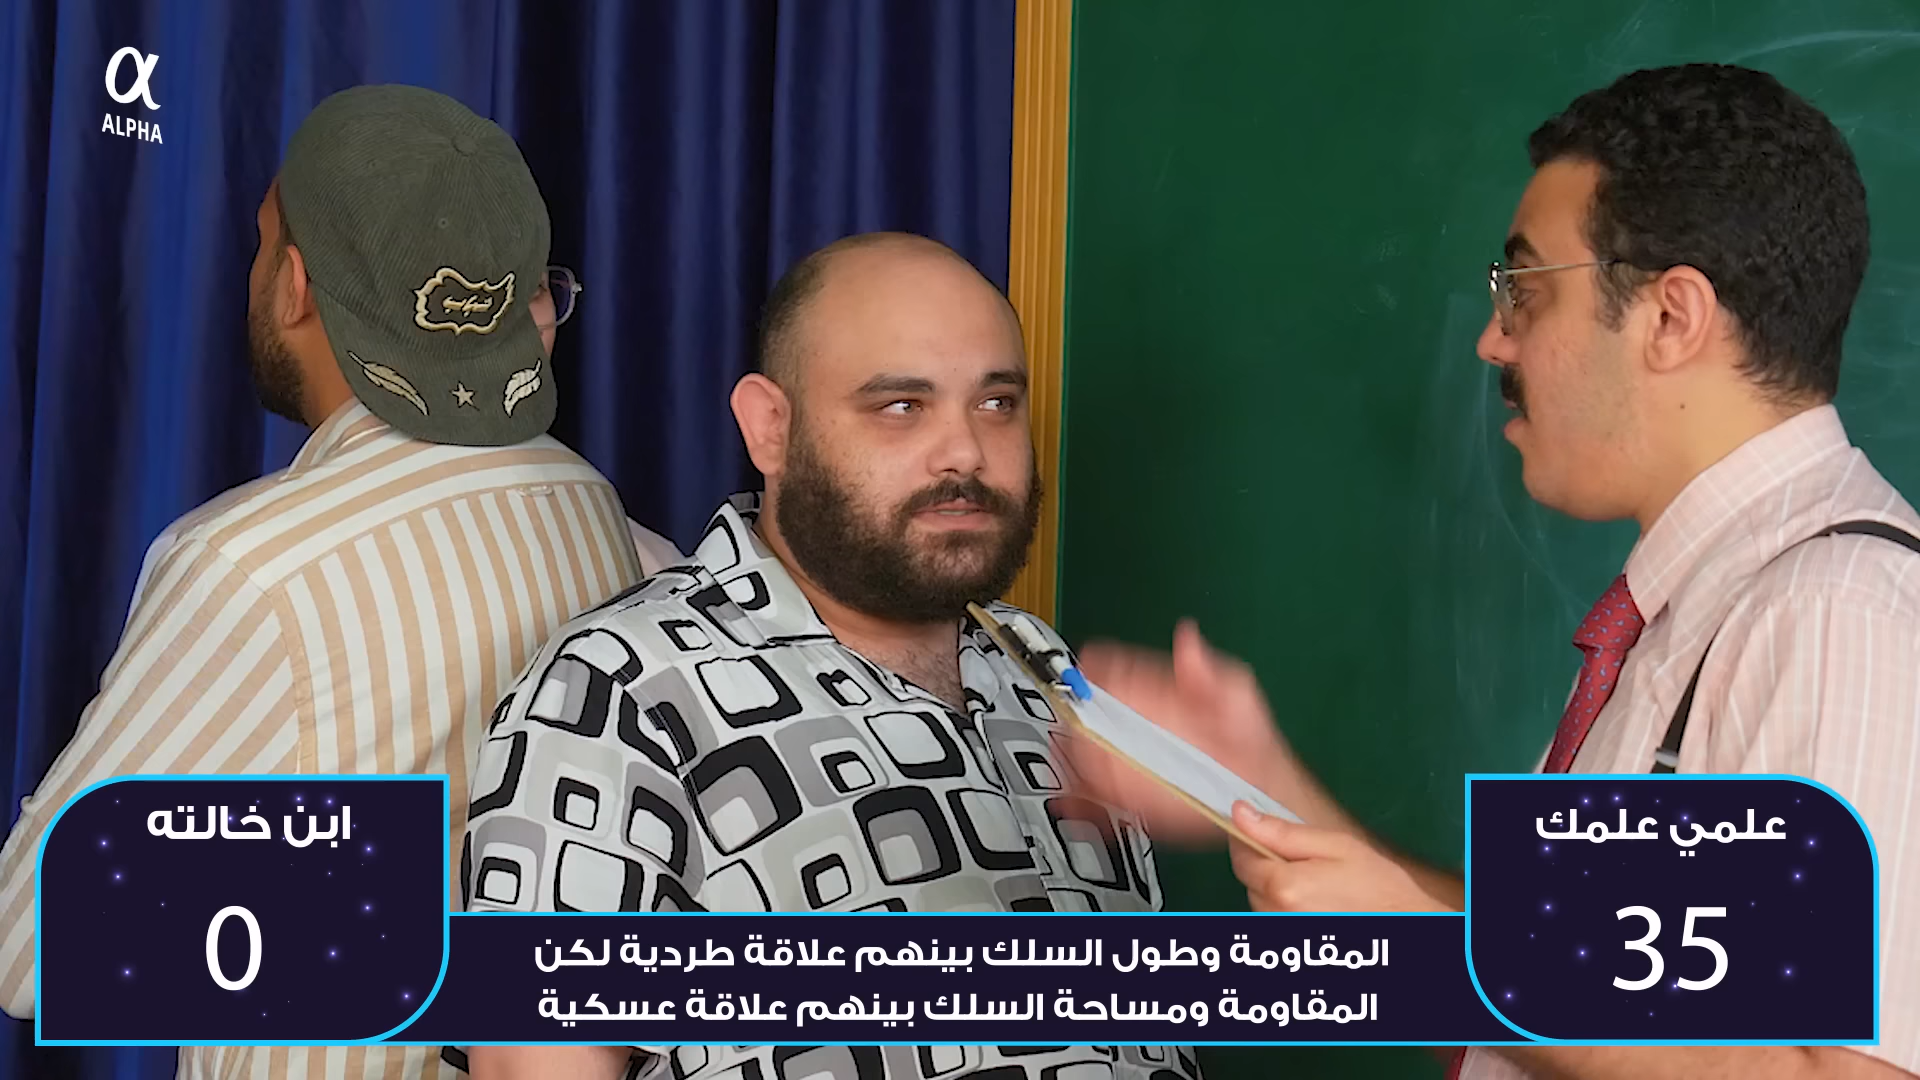 α
ALPHA
ابن خالته
0
علمي علمك
35
المقاومة وطول السلك بينهم علاقة طردية لكن
المقاومة ومساحة السلك بينهم علاقة عسكية